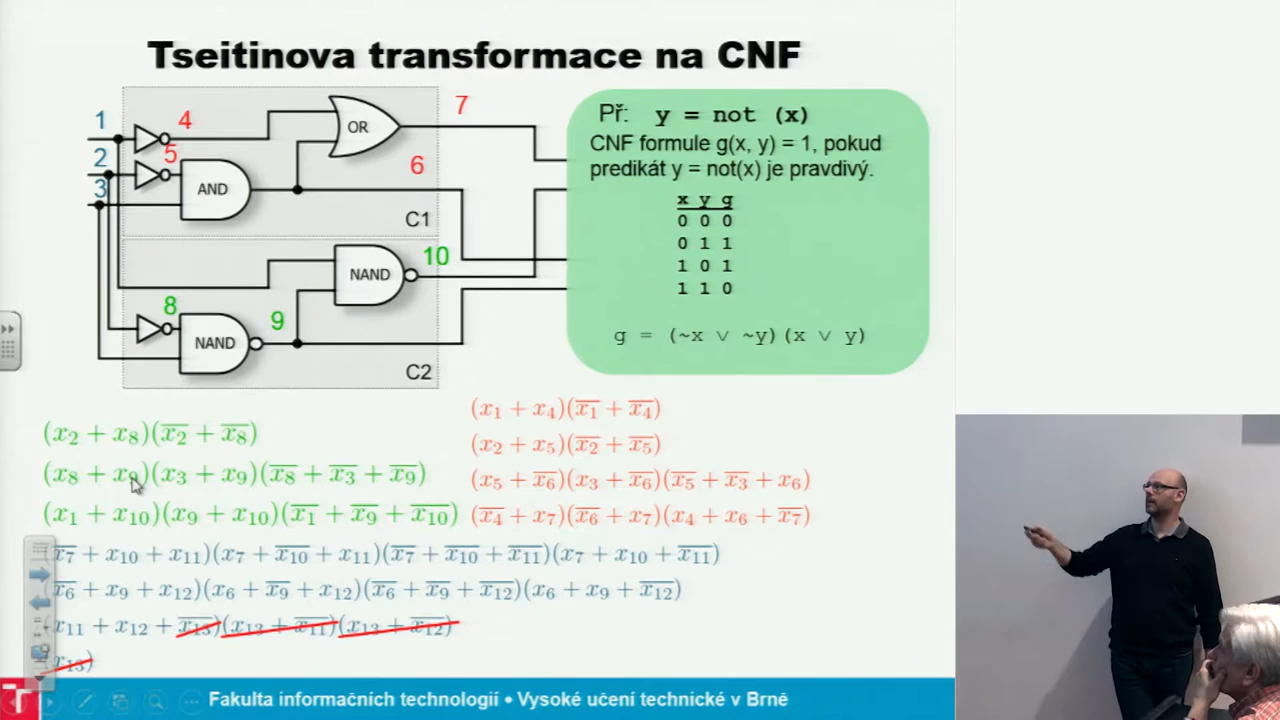 Tseitinova transformace na CNF
1
4
2
5
3
OR
AND
7
6
C1
NAND
10
8
9
NAND
C2
Př: y = not (x)
CNF formule g(x, y) = 1, pokud
predikát y = not(x) je pravdivý.
x y g
0 0 0
0 1 1
1 0 1
1 1 0
g = (~x ∨ ~y)(x ∨ y)
(x₂ + x₈)(x̅₂ + x̅₈)
(x₈ + x₉)(x₃ + x₉)(x̅₈ + x̅₃ + x̅₉)
(x₁ + x₁₀)(x₉ + x₁₀)(x̅₁ + x̅₉ + x̅₁₀)
(x₁ + x₄)(x̅₁ + x̅₄)
(x₂ + x₅)(x̅₂ + x̅₅)
(x₅ + x̅₆)(x₃ + x̅₆)(x̅₅ + x̅₃ + x₆)
(x̅₄ + x₇)(x̅₆ + x₇)(x₄ + x₆ + x̅₇)
(x̅₇ + x₁₀ + x₁₁)(x₇ + x̅₁₀ + x₁₁)(x̅₇ + x̅₁₀ + x̅₁₁)(x₇ + x₁₀ + x̅₁₁)
(x̅₆ + x₉ + x₁₂)(x₆ + x̅₉ + x₁₂)(x̅₆ + x̅₉ + x̅₁₂)(x₆ + x₉ + x̅₁₂)
(x₁₁ + x₁₂ + x̅₁₃)(x₁₃ + x̅₁₁)(x₁₃ + x̅₁₂)
(x₁₃)
Fakulta informačních technologií • Vysoké učení technické v Brně